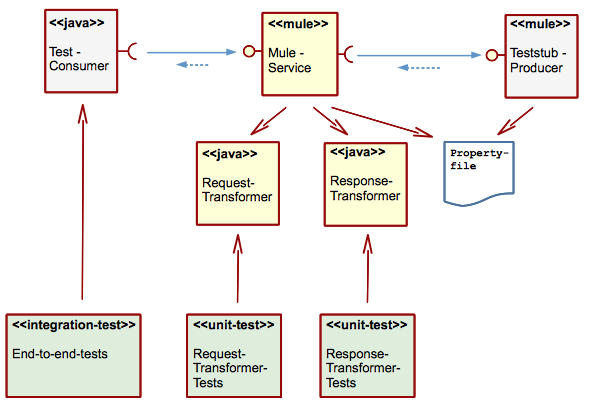 <<java>>
Test -
Consumer
<<mule>>
Mule -
Service
<<mule>>
Teststub -
Producer
<<java>>
Request-
Transformer
<<java>>
Response-
Transformer
Property-
file
<<integration-test>>
End-to-end-tests
<<unit-test>>
Request-
Transformer-
Tests
<<unit-test>>
Response-
Transformer-
Tests